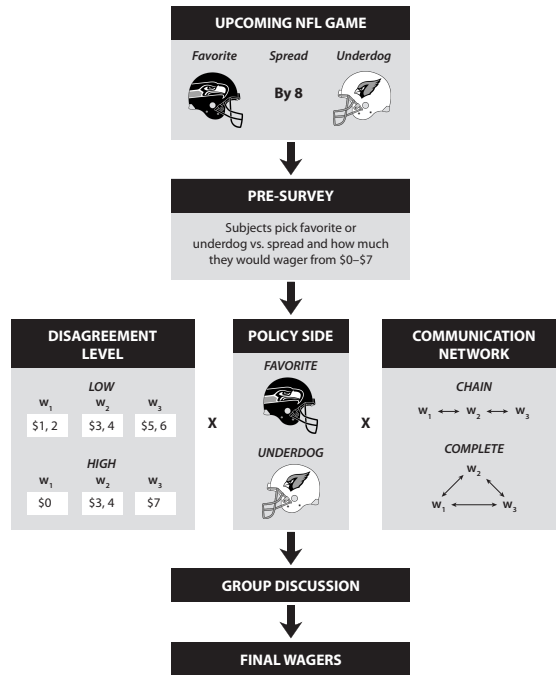 UPCOMING NFL GAME
Favorite Spread Underdog
By 8
PRE-SURVEY
Subjects pick favorite or
underdog vs. spread and how much
they would wager from $0–$7
DISAGREEMENT
LEVEL
LOW
w₁ w₂ w₃
$1, 2 $3, 4 $5, 6
HIGH
w₁ w₂ w₃
$0 $3, 4 $7
X
POLICY SIDE
FAVORITE
UNDERDOG
X
COMMUNICATION
NETWORK
CHAIN
w₁ ↔ w₂ ↔ w₃
COMPLETE
w₂
w₁ ↔ w₃
GROUP DISCUSSION
FINAL WAGERS